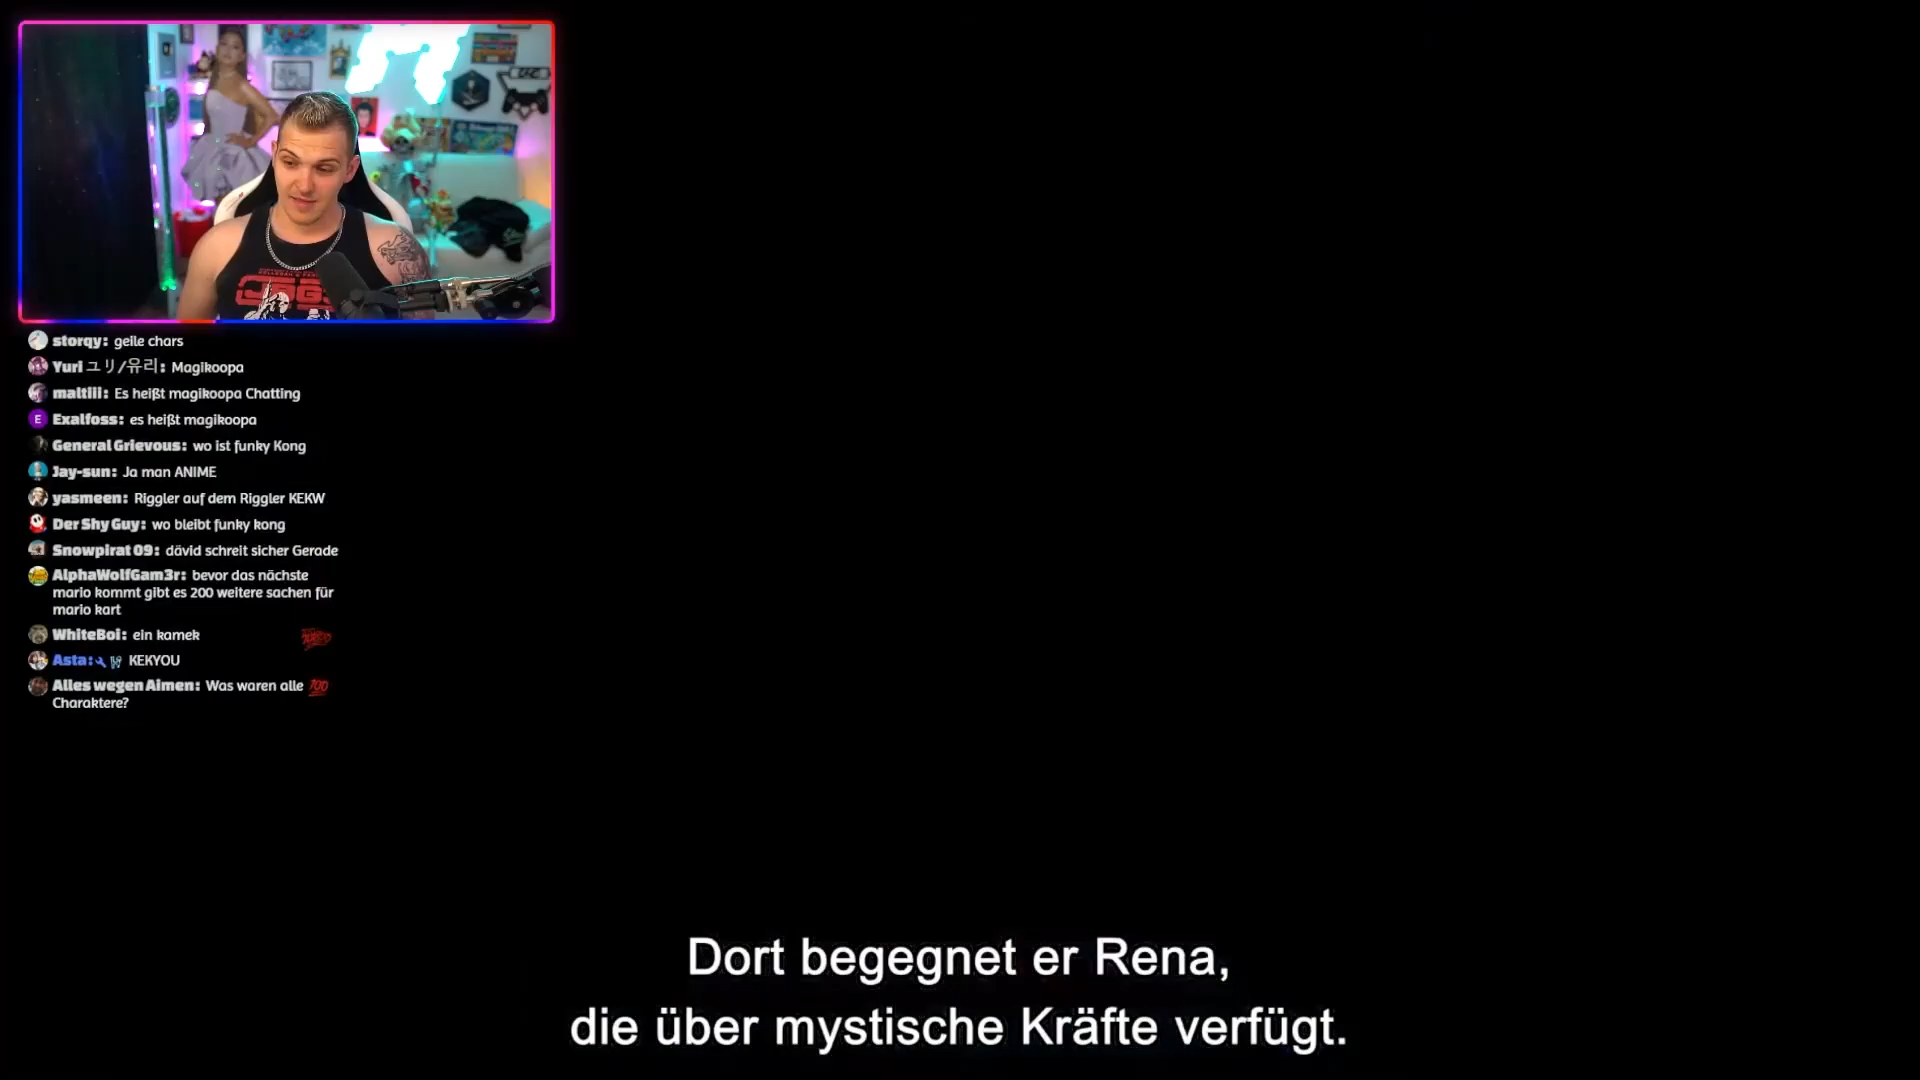 storqy: geile chars
Yuri ユリ/유리: Magikoopa
maltiii: Es heißt magikoopa Chatting
Exalfoss: es heißt magikoopa
General Grievous: wo ist funky Kong
Jay-sun: Ja man ANIME
yasmeen: Riggler auf dem Riggler KEKW
Der Shy Guy: wo bleibt funky kong
Snowpirat 09: dävid schreit sicher Gerade
AlphaWolfGam3r: bevor das nächste
mario kommt gibt es 200 weitere sachen für
mario kart
WhiteBoi: ein kamek
Asta: KEKYOU
Alles wegen Aimen: Was waren alle 100
Charaktere?
Dort begegnet er Rena,
die über mystische Kräfte verfügt.